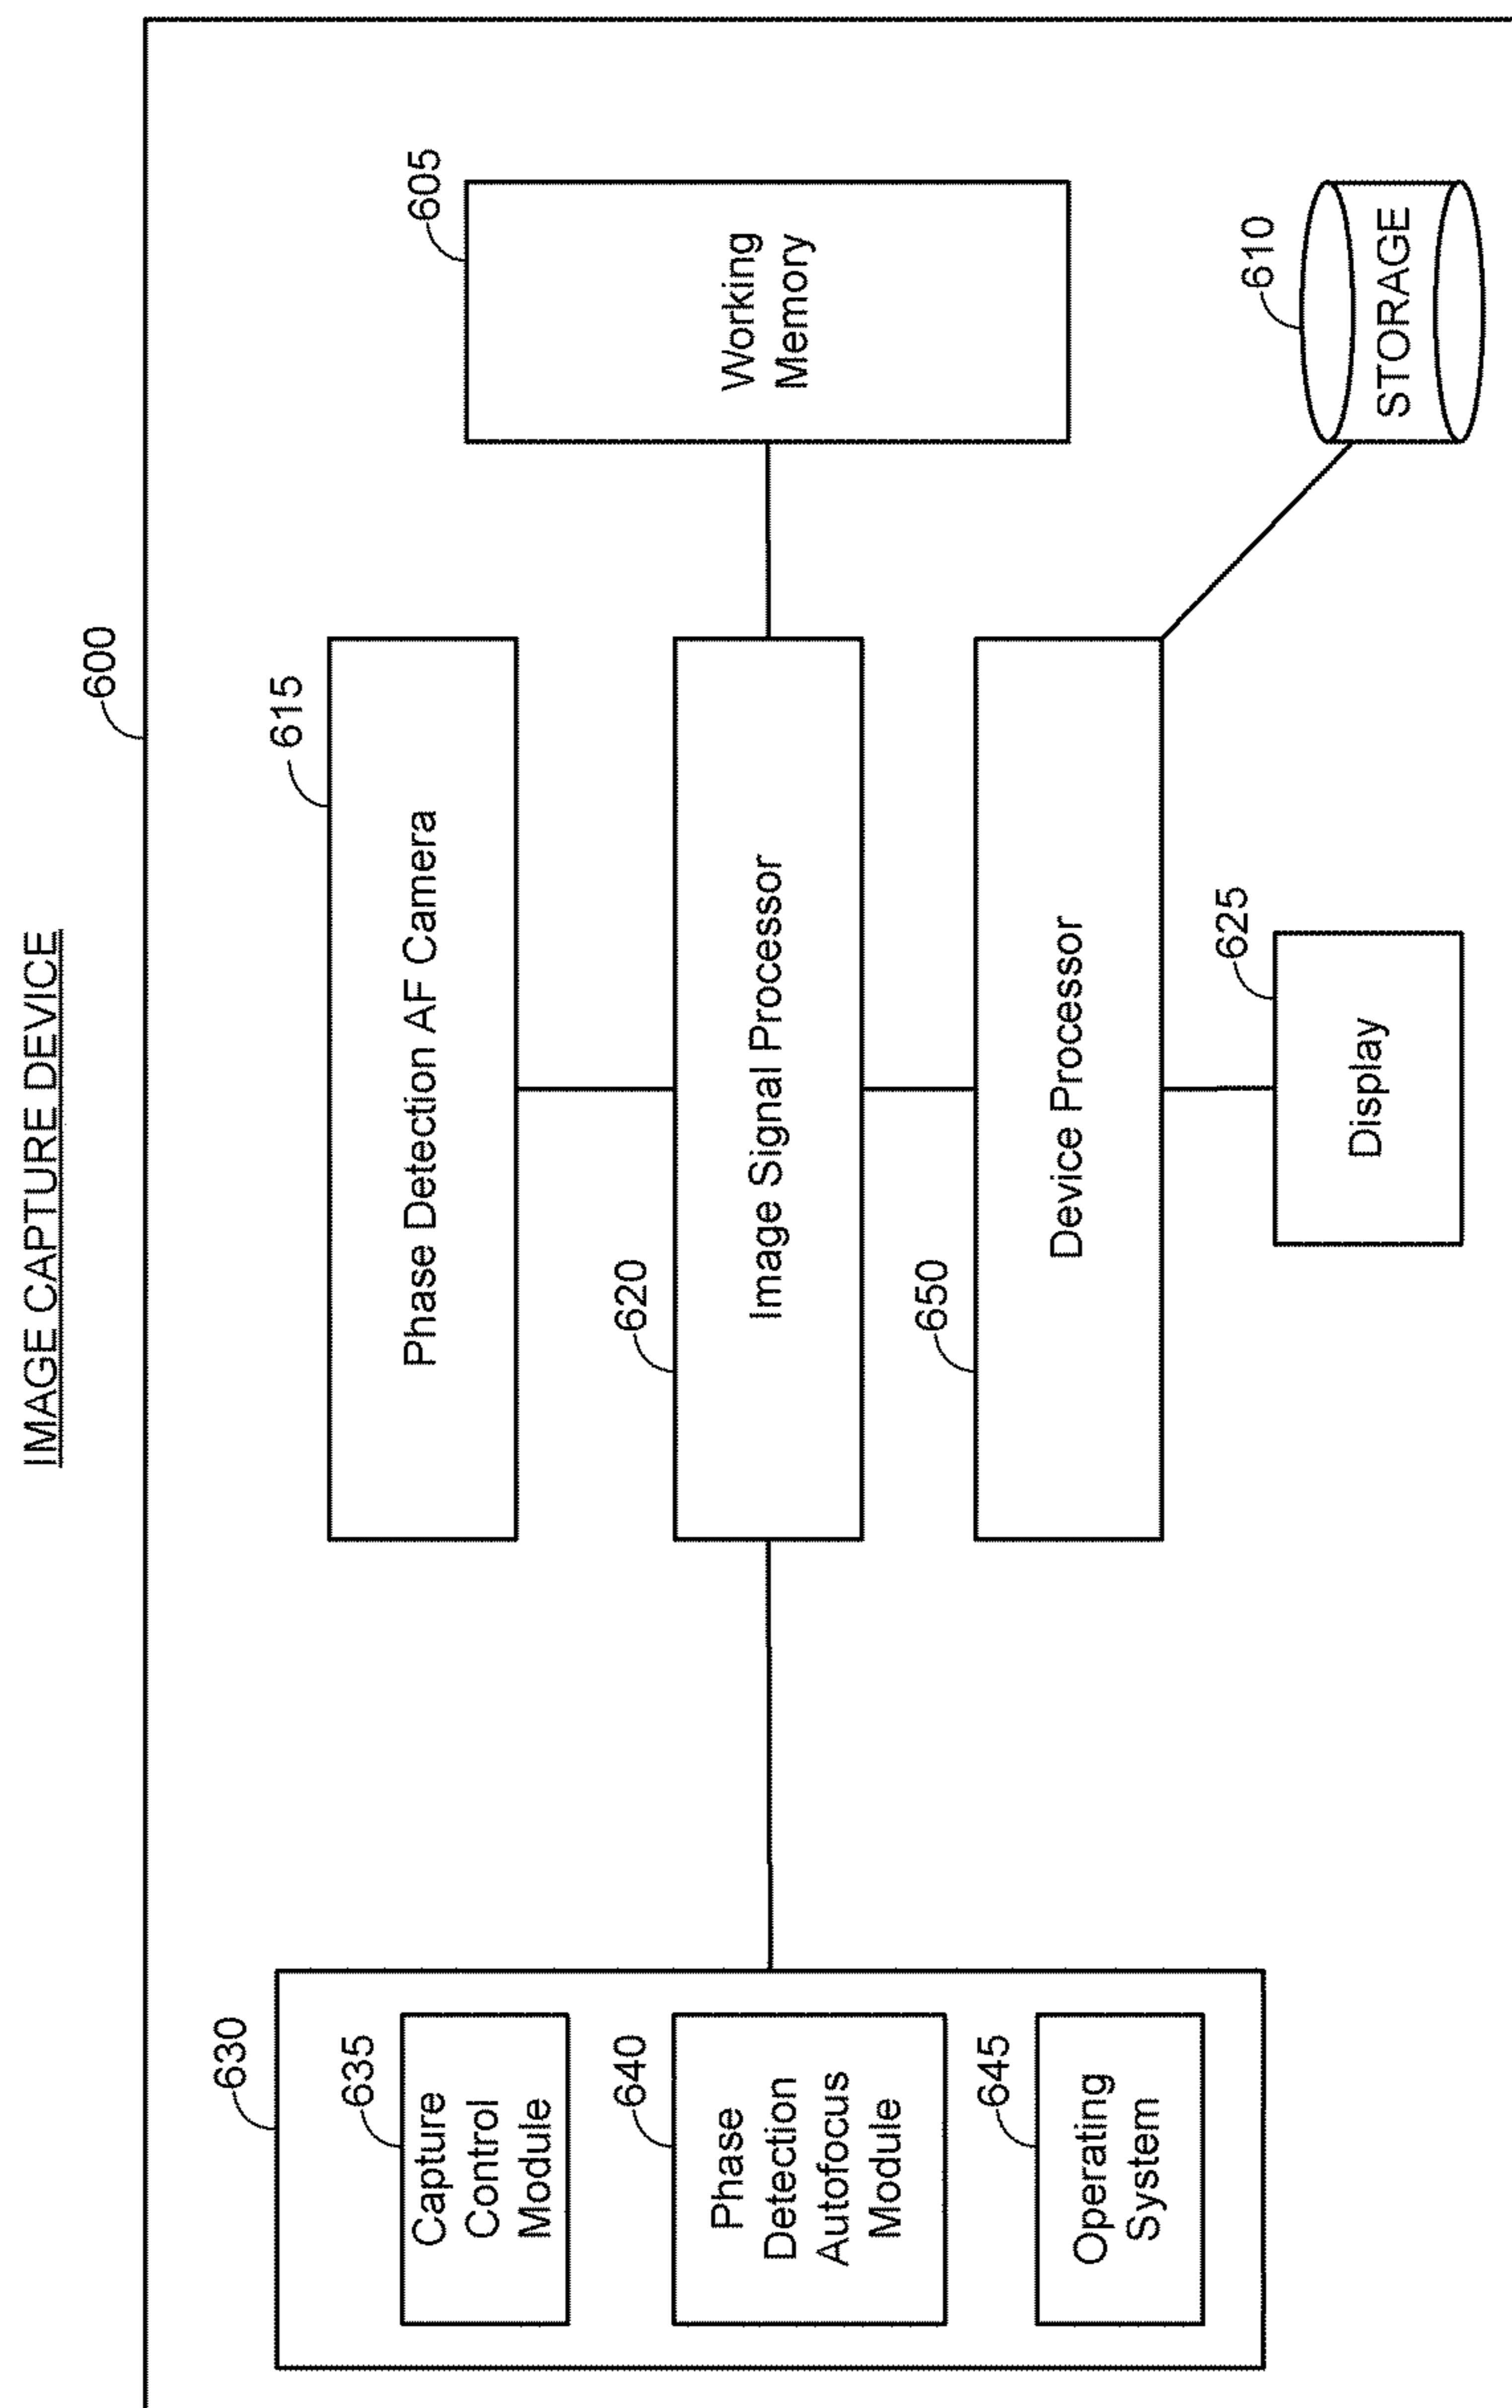 IMAGE CAPTURE DEVICE
600
615
Phase Detection AF Camera
630
635
Capture
Control
Module
640
Phase
Detection
Autofocus
Module
645
Operating
System
620
Image Signal Processor
605
Working
Memory
650
Device Processor
625
Display
610
STORAGE